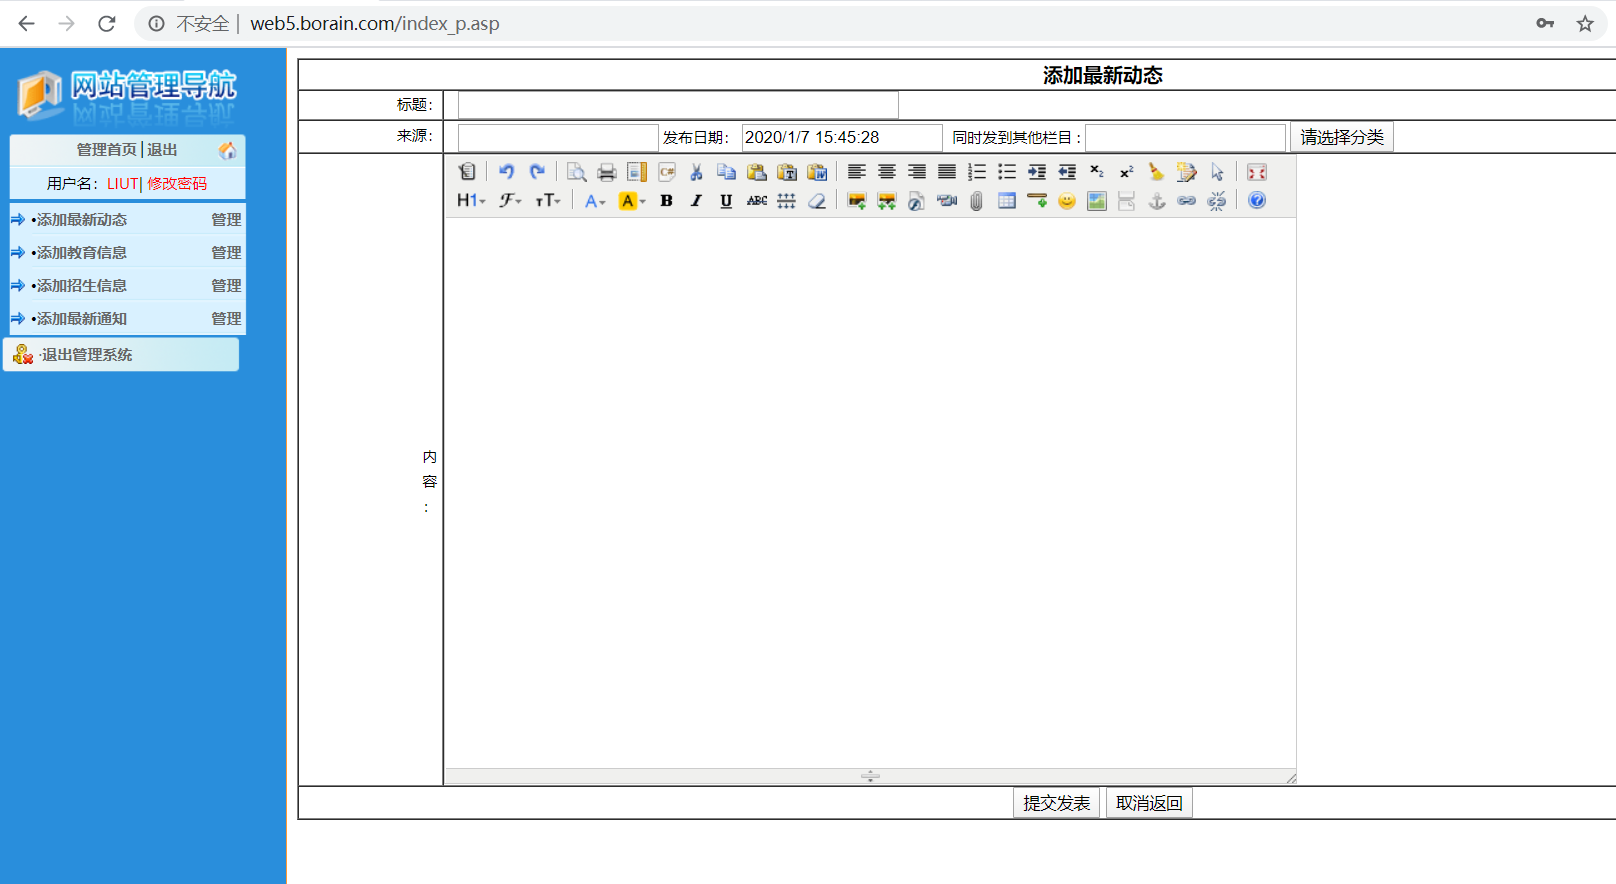 不安全 | web5.borain.com/index_p.asp
网站管理导航
管理首页 | 退出
用户名：LIUT| 修改密码
•添加最新动态 管理
•添加教育信息 管理
•添加招生信息 管理
•添加最新通知 管理
·退出管理系统
添加最新动态
标题：
来源： 发布日期： 2020/1/7 15:45:28 同时发到其他栏目： 请选择分类
H1 F тT A A B I U ABC
内
容
：
提交发表 取消返回